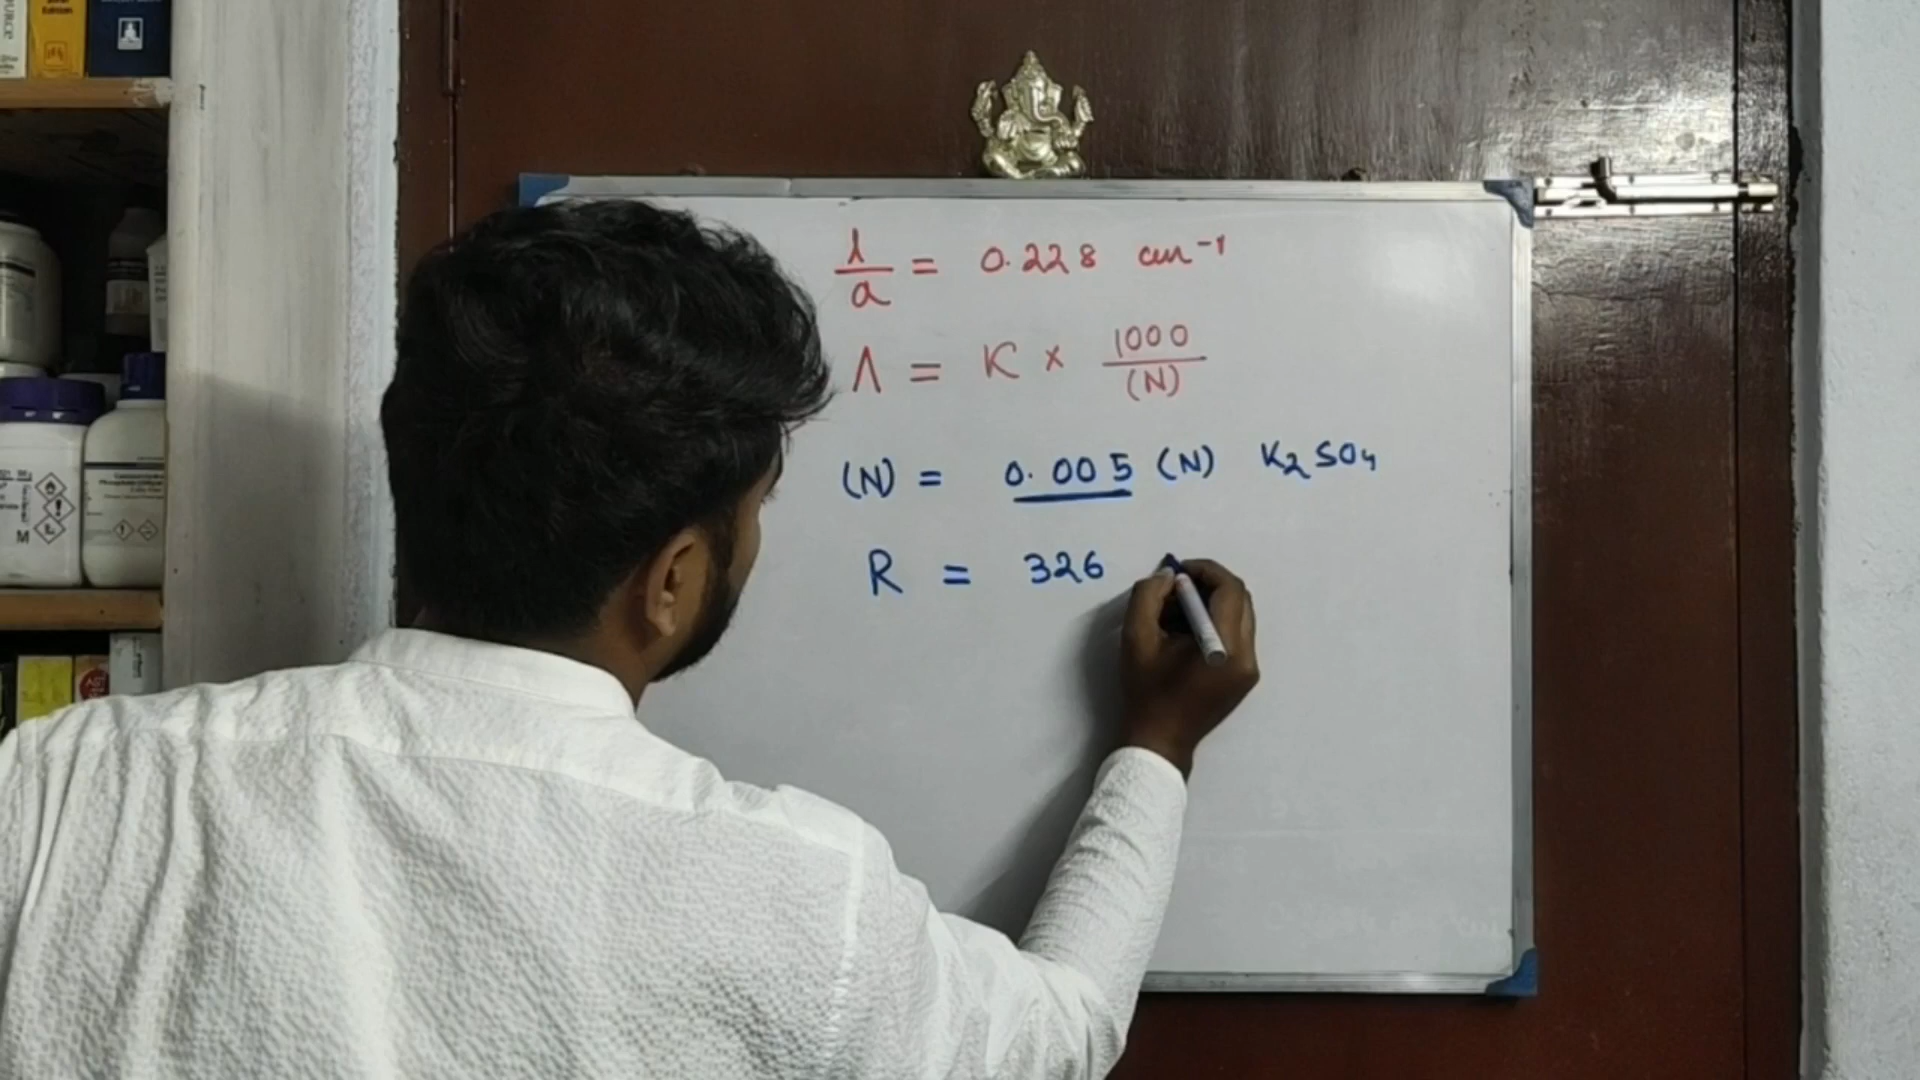 l/a = 0.228 cm⁻¹
Λ = K × 1000/(N)
(N) = 0.005 (N) K₂SO₄
R = 326
M